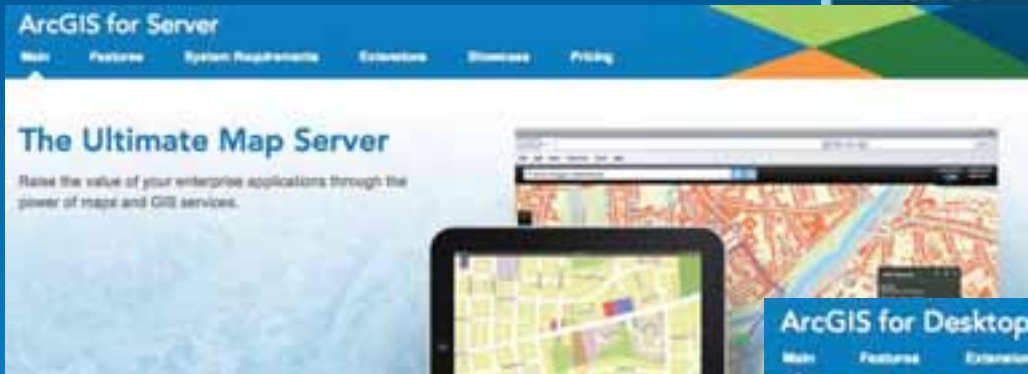 ArcGIS for Server
Main Features System Requirements Extensions Showcase Pricing
The Ultimate Map Server
Raise the value of your enterprise applications through the
power of maps and GIS services.
ArcGIS for Desktop
Main Features Extension